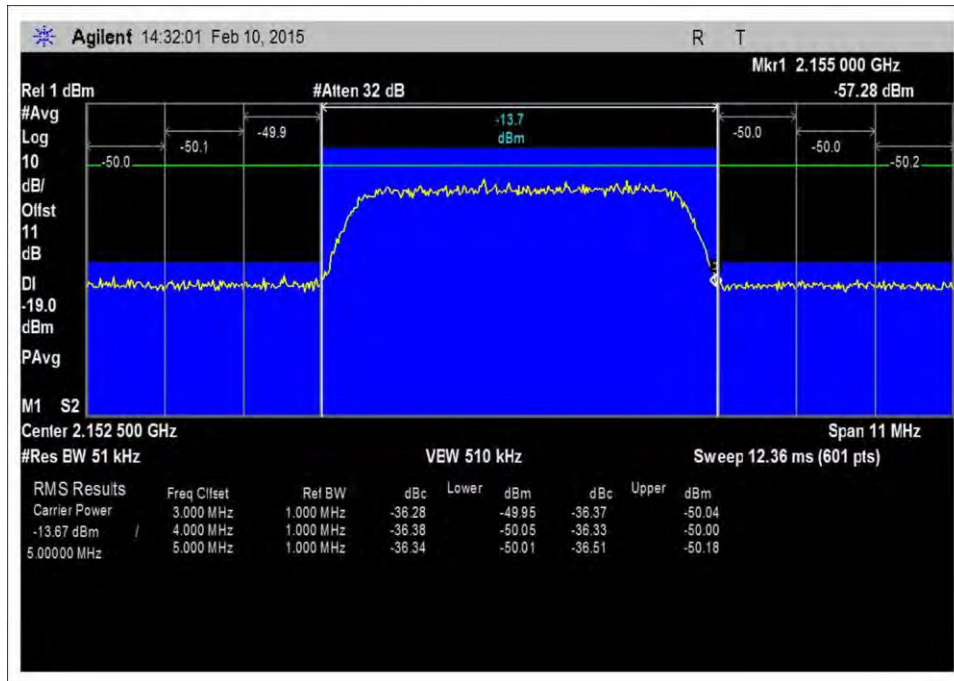 Agilent 14:32:01 Feb 10, 2015 R T
Mkr1 2.155 000 GHz
Rel 1 dBm #Atten 32 dB -57.28 dBm
#Avg
Log
10
dB/
Offst
11
dB
DI
-19.0
dBm
PAvg
M1 S2
-50.0
-50.1
-49.9
-13.7
dBm
-50.0
-50.0
-50.2
Center 2.152 500 GHz Span 11 MHz
#Res BW 51 kHz VBW 510 kHz Sweep 12.36 ms (601 pts)
RMS Results Freq Offset Ref BW dBc Lower dBm dBc Upper dBm
Carrier Power 3.000 MHz 1.000 MHz -36.28 -49.95 -36.37 -50.04
-13.67 dBm / 4.000 MHz 1.000 MHz -36.38 -50.05 -36.33 -50.00
5.00000 MHz 5.000 MHz 1.000 MHz -36.34 -50.01 -36.51 -50.18